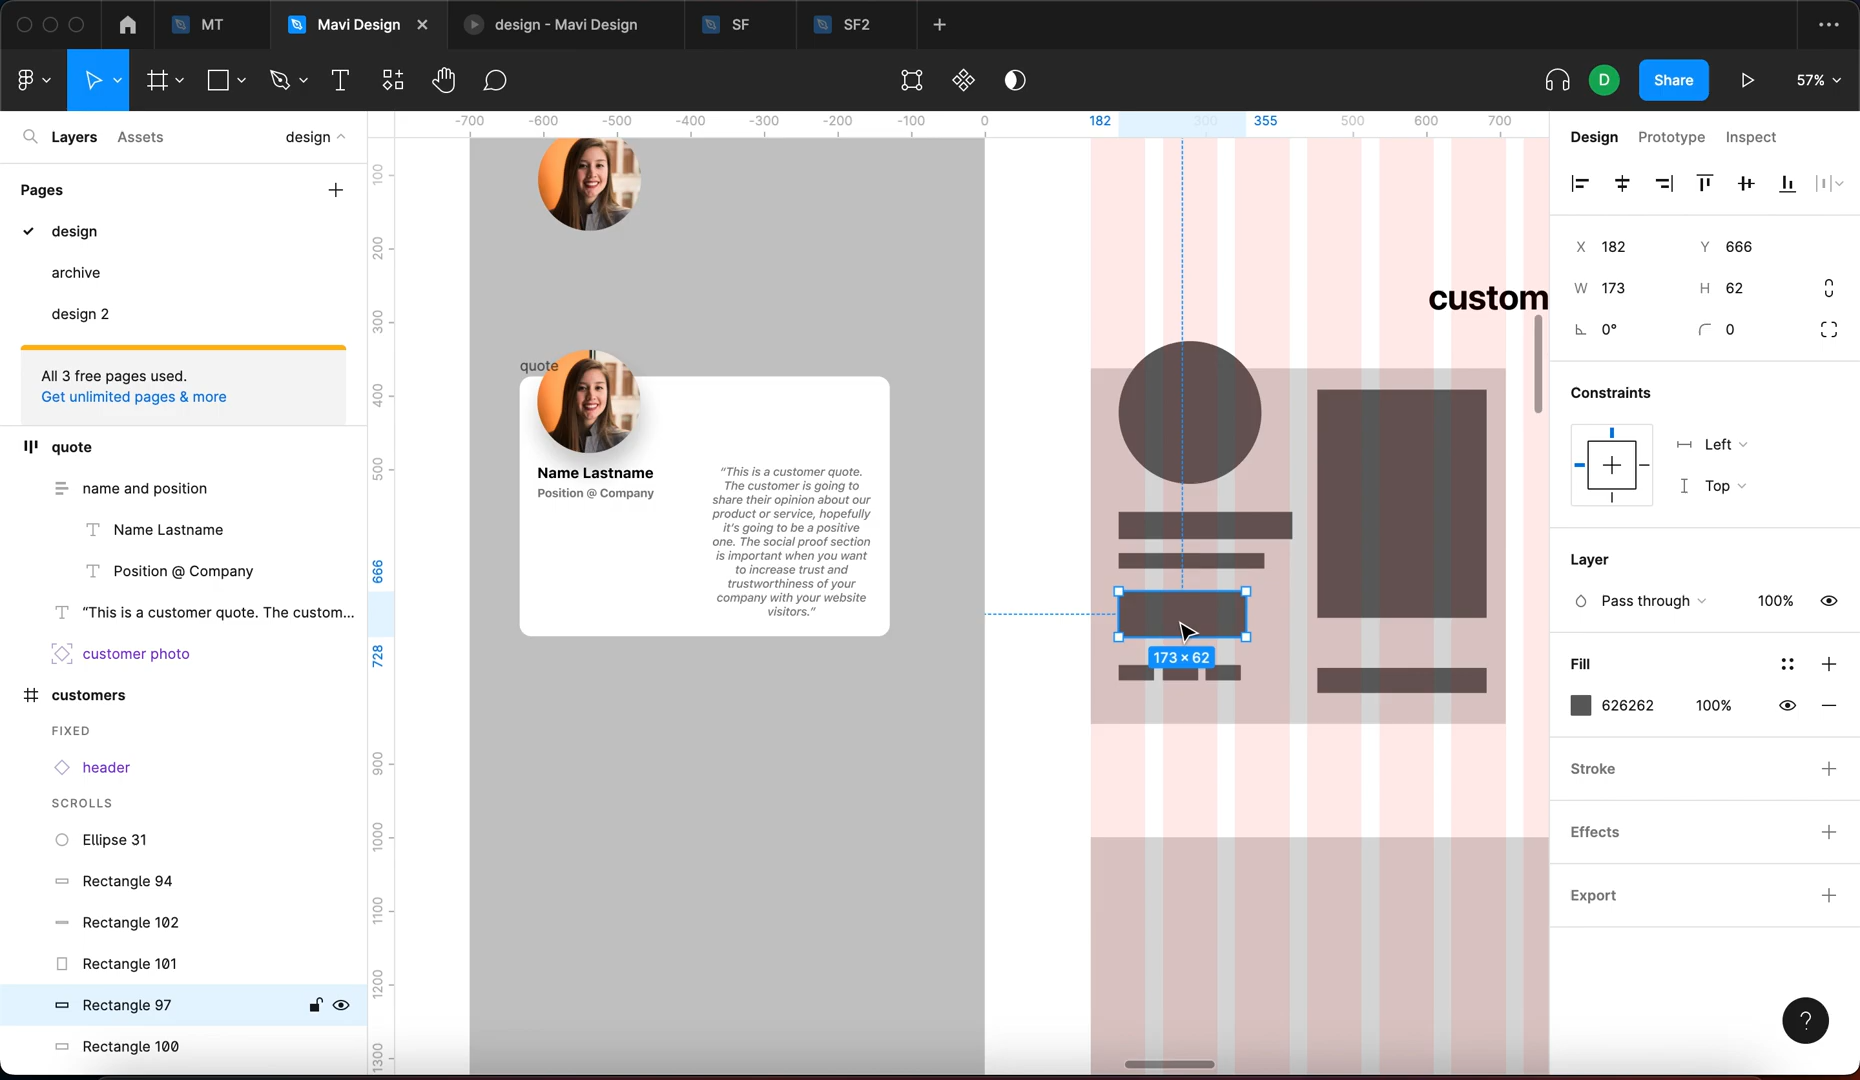 MT
Mavi Design
design - Mavi Design
SF
SF2
T
D
Share
57%
Layers
Assets
design
Pages
design
archive
design 2
All 3 free pages used.
Get unlimited pages & more
quote
name and position
T Name Lastname
T Position @ Company
T “This is a customer quote. The custom...
customer photo
customers
FIXED
header
SCROLLS
Ellipse 31
Rectangle 94
Rectangle 102
Rectangle 101
Rectangle 97
Rectangle 100
-700 -600 -500 -400 -300 -200 -100 0 182 300 355 500 600 700
100
200
300
400
500
666
728
900
1000
1100
1200
1300
quote
Name Lastname
Position @ Company
“This is a customer quote.
The customer is going to
share their opinion about our
product or service, hopefully
it's going to be a positive
one. The social proof section
is important when you want
to increase trust and
trustworthiness of your
company with your website
visitors.”
custom
173 × 62
Design
Prototype
Inspect
X 182
Y 666
W 173
H 62
0°
0
Constraints
Left
Top
Layer
Pass through
100%
Fill
626262
100%
Stroke
Effects
Export
?